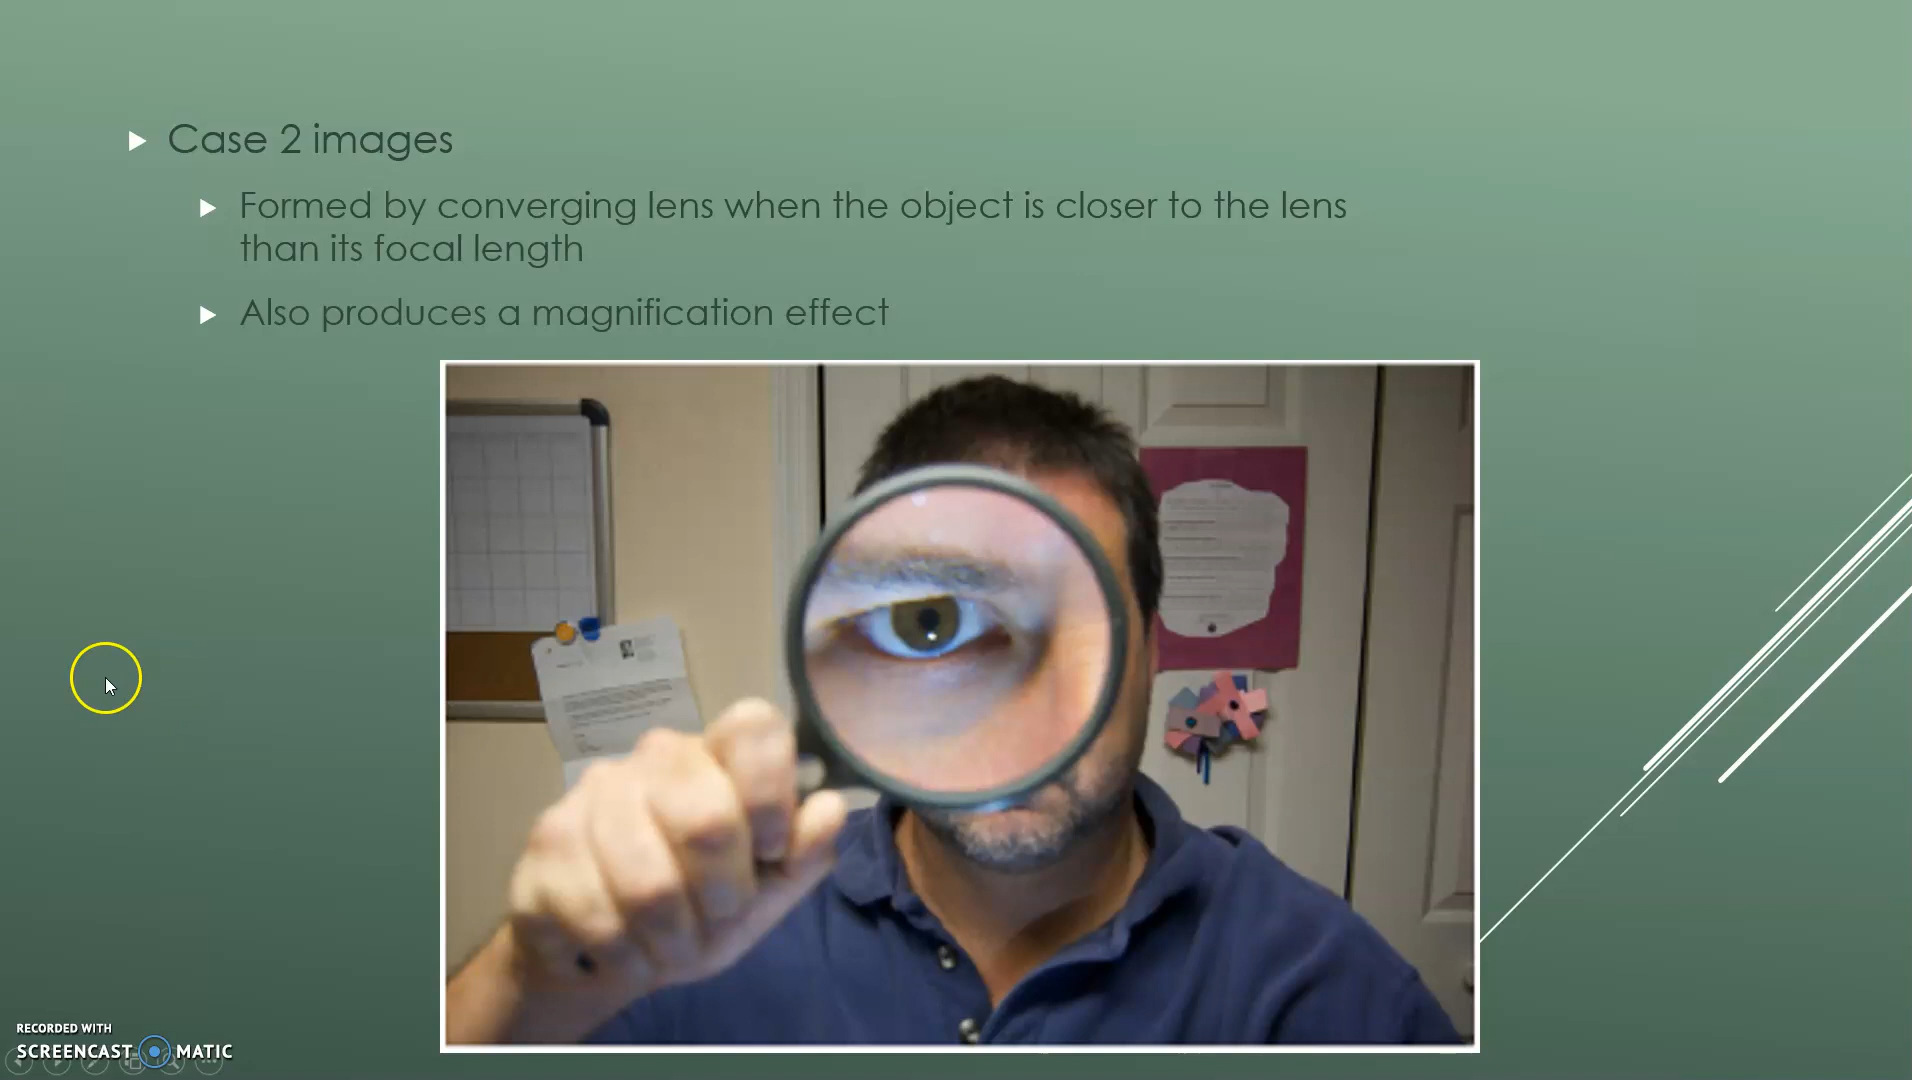 Case 2 images
Formed by converging lens when the object is closer to the lens
than its focal length
Also produces a magnification effect
RECORDED WITH
SCREENCAST MATIC